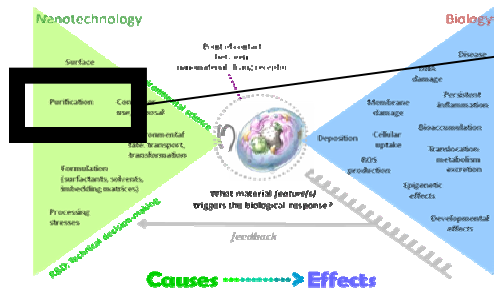 Nanotechnology
Biology
Surface
Purification
Disease
damage
Persistent
inflammation
Membrane
damage
Bioaccumulation
Deposition
Cellular
uptake
transport,
transformation
Translocation
metabolism
excretion
ROS
production
Formulation
(surfactants, solvents,
imbedding matrices)
Epigenetic
effects
What material feature(s)
triggers the biological response?
Processing
stresses
Developmental
effects
R&D: Technical decision-making
feedback
Causes
Effects